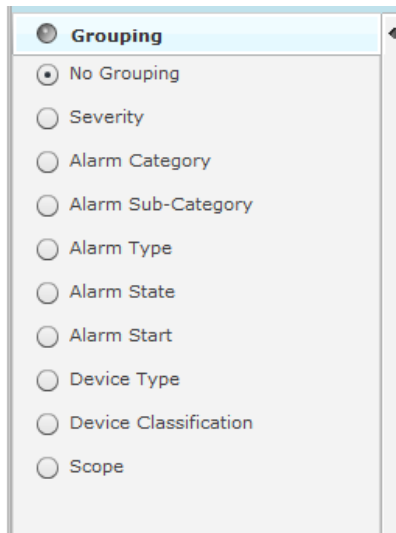 Grouping
No Grouping
Severity
Alarm Category
Alarm Sub-Category
Alarm Type
Alarm State
Alarm Start
Device Type
Device Classification
Scope